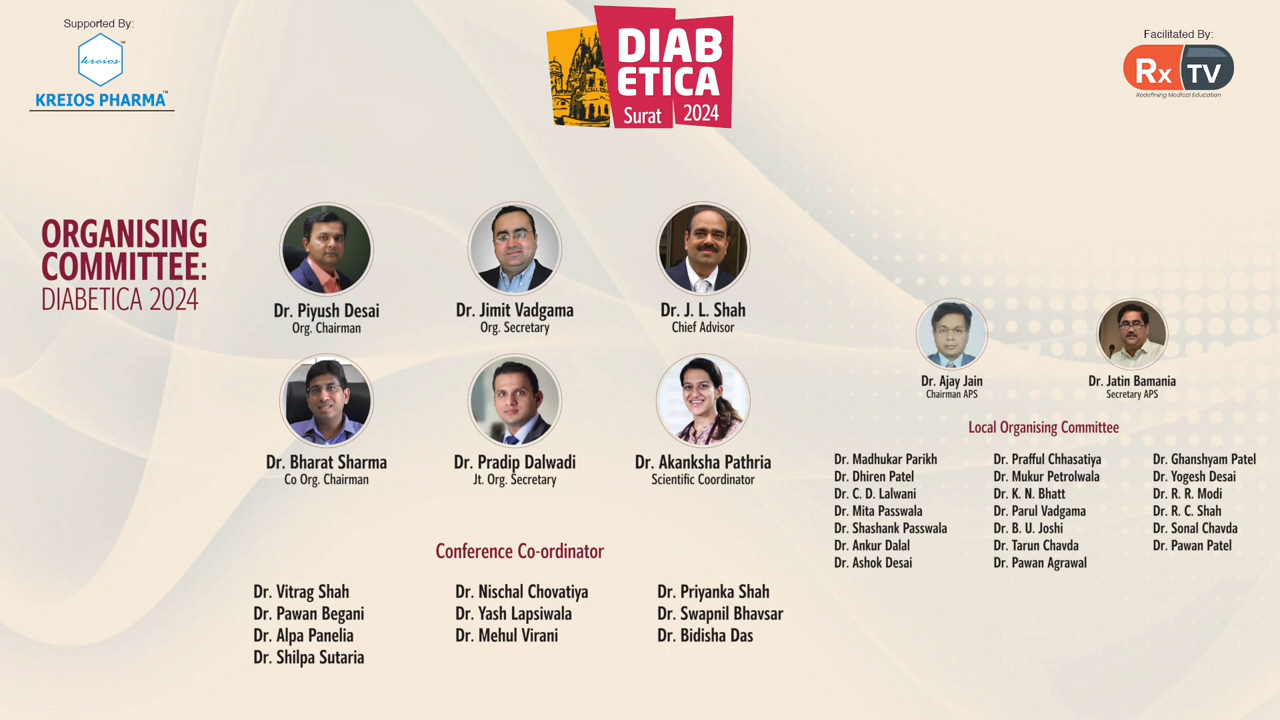 Supported By:
kreios
KREIOS PHARMA™
DIAB
ETICA
Surat 2024
Facilitated By:
Rx TV
Redefining Medical Education
ORGANISING
COMMITTEE:
DIABETICA 2024
Dr. Piyush Desai
Org. Chairman
Dr. Jimit Vadgama
Org. Secretary
Dr. J. L. Shah
Chief Advisor
Dr. Bharat Sharma
Co Org. Chairman
Dr. Pradip Dalwadi
Jt. Org. Secretary
Dr. Akanksha Pathria
Scientific Coordinator
Conference Co-ordinator
Dr. Vitrag Shah
Dr. Pawan Begani
Dr. Alpa Panelia
Dr. Shilpa Sutaria
Dr. Nischal Chovatiya
Dr. Yash Lapsiwala
Dr. Mehul Virani
Dr. Priyanka Shah
Dr. Swapnil Bhavsar
Dr. Bidisha Das
Dr. Ajay Jain
Chairman APS
Dr. Jatin Bamania
Secretary APS
Local Organising Committee
Dr. Madhukar Parikh
Dr. Dhiren Patel
Dr. C. D. Lalwani
Dr. Mita Passwala
Dr. Shashank Passwala
Dr. Ankur Dalal
Dr. Ashok Desai
Dr. Prafful Chhasatiya
Dr. Mukur Petrolwala
Dr. K. N. Bhatt
Dr. Parul Vadgama
Dr. B. U. Joshi
Dr. Tarun Chavda
Dr. Pawan Agrawal
Dr. Ghanshyam Patel
Dr. Yogesh Desai
Dr. R. R. Modi
Dr. R. C. Shah
Dr. Sonal Chavda
Dr. Pawan Patel